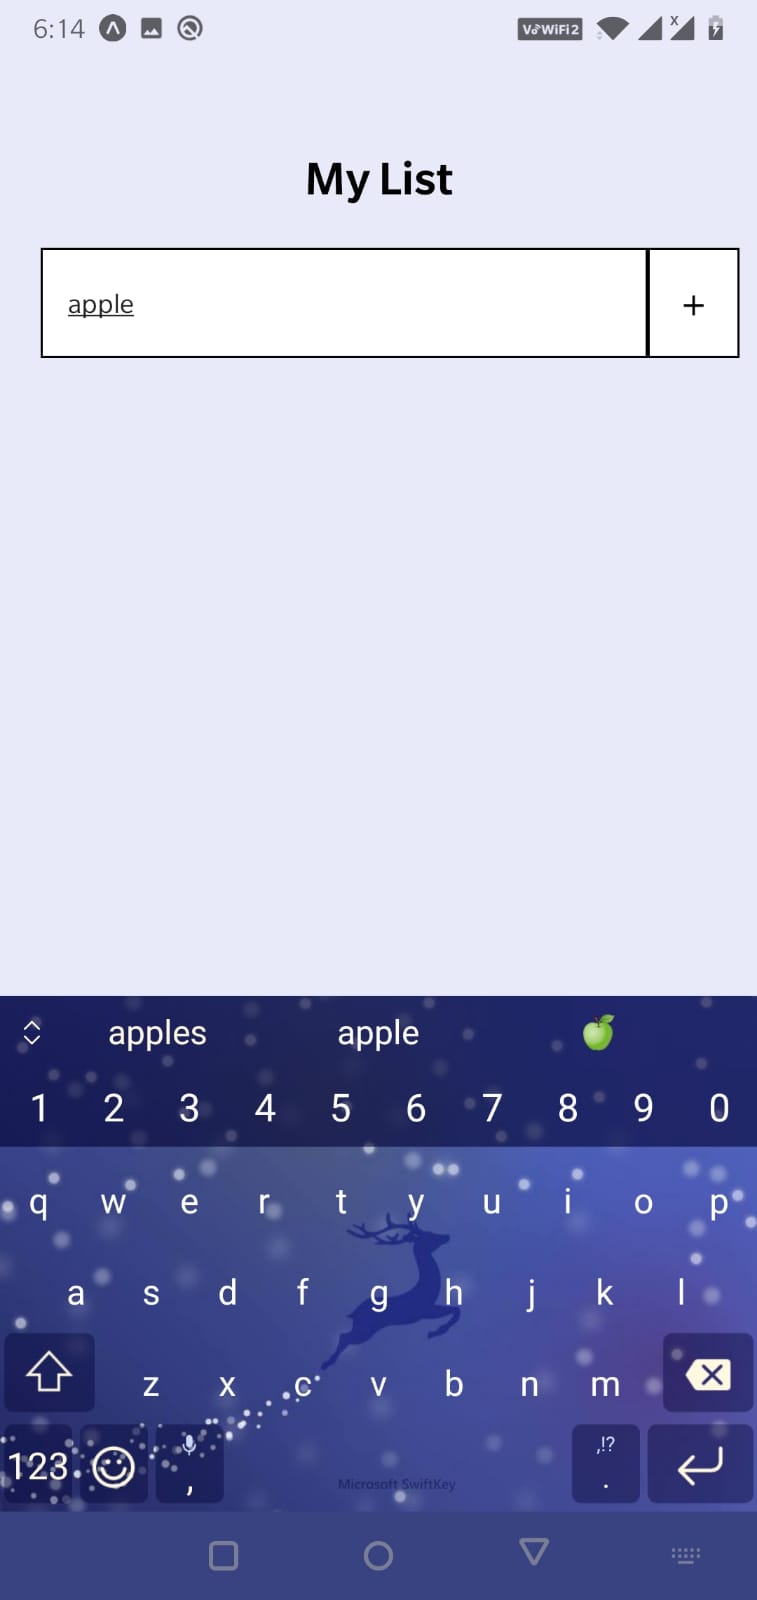 6:14 VoWiFi2 x
My List
apple +
apples apple
1 2 3 4 5 6 7 8 9 0
q w e r t y u i o p
a s d f g h j k l
z x c v b n m
123 , ,!? .
Microsoft SwiftKey